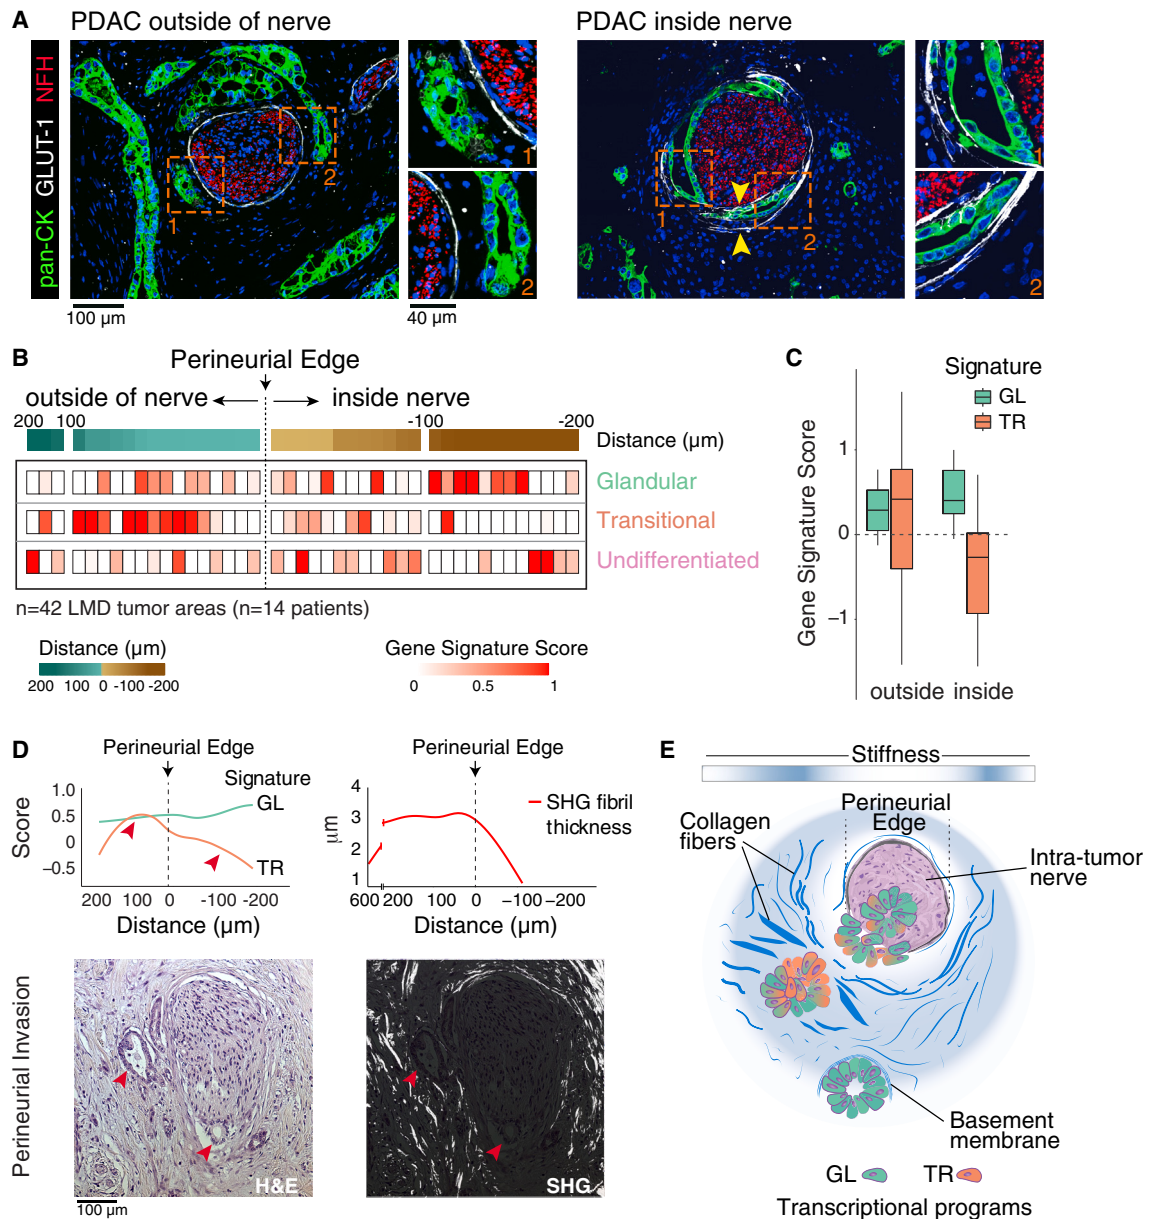 A
PDAC outside of nerve
PDAC inside nerve
pan-CK GLUT-1 NFH
1
2
1
2
1
2
1
2
100 µm
40 µm
B
Perineurial Edge
outside of nerve
inside nerve
200 100 -100 -200
Distance (µm)
Glandular
Transitional
Undifferentiated
n=42 LMD tumor areas (n=14 patients)
Distance (µm)
200 100 0 -100 -200
Gene Signature Score
0 0.5 1
C
Signature
GL
TR
Gene Signature Score
1
0
−1
outside inside
D
Perineurial Edge
Signature
GL
TR
Score
1.0
0.5
0
−0.5
200 100 0 -100 -200
Distance (µm)
Perineurial Edge
SHG fibril
thickness
µm
4
3
2
1
600 200 100 0 -100 -200
Distance (µm)
Perineurial Invasion
H&E
SHG
100 µm
E
Stiffness
Perineurial
Edge
Collagen
fibers
Intra-tumor
nerve
Basement
membrane
GL
TR
Transcriptional programs